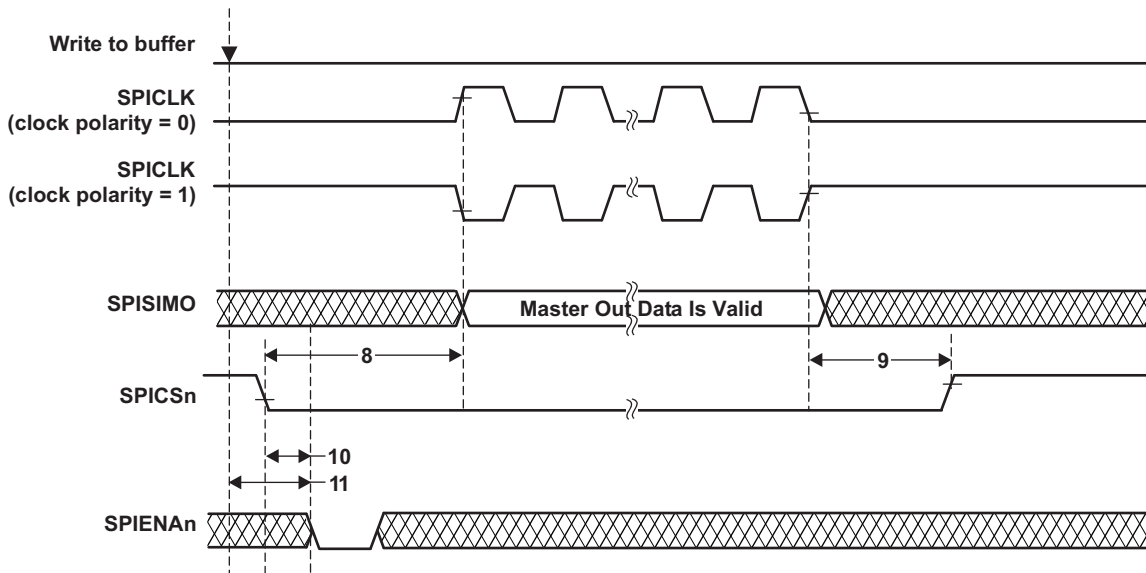 Write to buffer
SPICLK
(clock polarity = 0)
SPICLK
(clock polarity = 1)
SPISIMO
Master Out Data Is Valid
8
9
SPICSn
10
11
SPIENAn